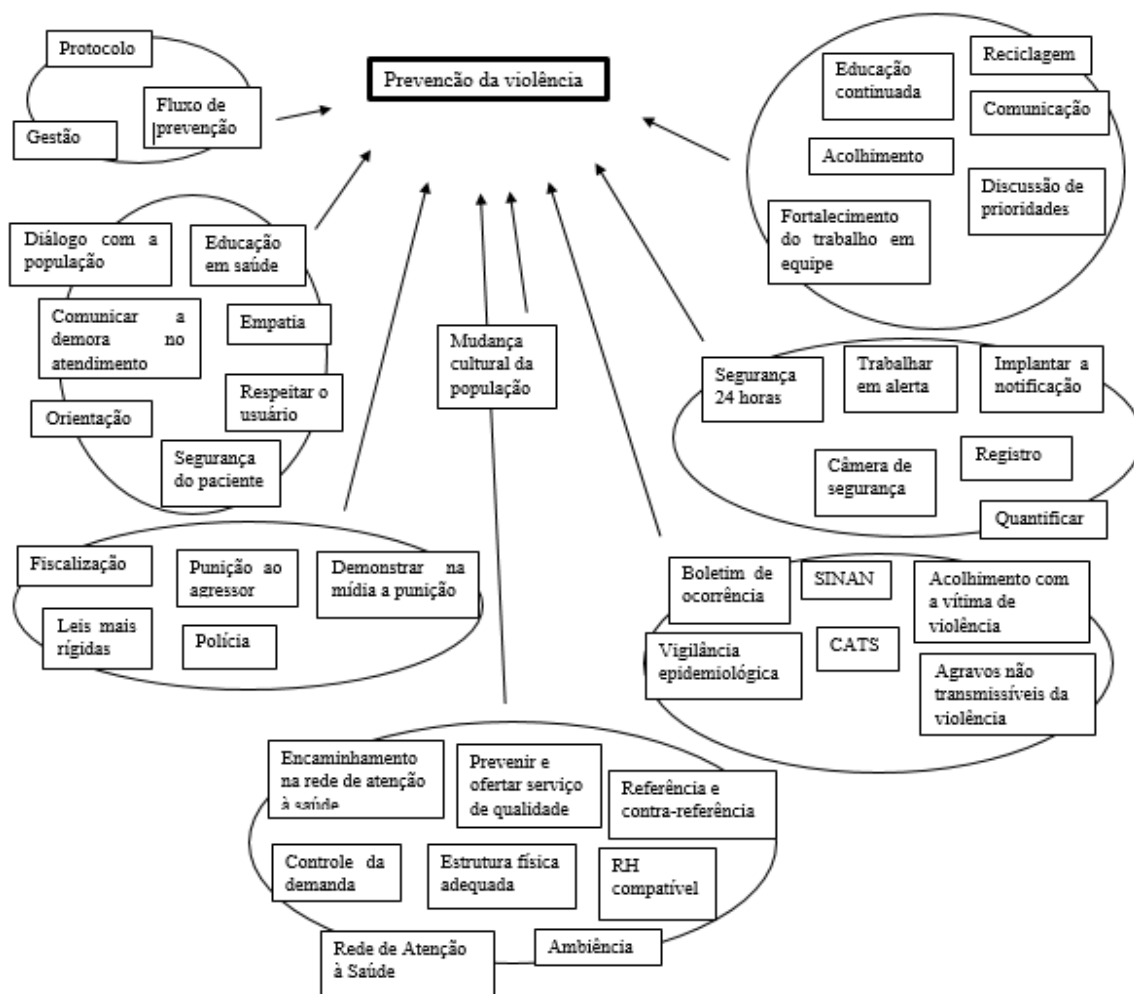 Prevencão da violência
Protocolo
Fluxo de
prevenção
Gestão
Reciclagem
Educação
continuada
Comunicação
Acolhimento
Discussão de
prioridades
Fortalecimento
do trabalho em
equipe
Diálogo com a
população
Educação
em saúde
Comunicar a
demora no
atendimento
Empatia
Respeitar o
usuário
Orientação
Segurança
do paciente
Mudança
cultural da
população
Segurança
24 horas
Trabalhar
em alerta
Implantar a
notificação
Câmera de
segurança
Registro
Quantificar
Fiscalização
Punição ao
agressor
Demonstrar na
mídia a punição
Leis mais
rígidas
Polícia
Boletim de
ocorrência
SINAN
Acolhimento com
a vítima de
violência
Vigilância
epidemiológica
CATS
Agravos não
transmissíveis da
violência
Encaminhamento
na rede de atenção
à saúde
Prevenir e
ofertar serviço
de qualidade
Referência e
contra-referência
Controle da
demanda
Estrutura física
adequada
RH
compatível
Rede de Atenção
à Saúde
Ambiência